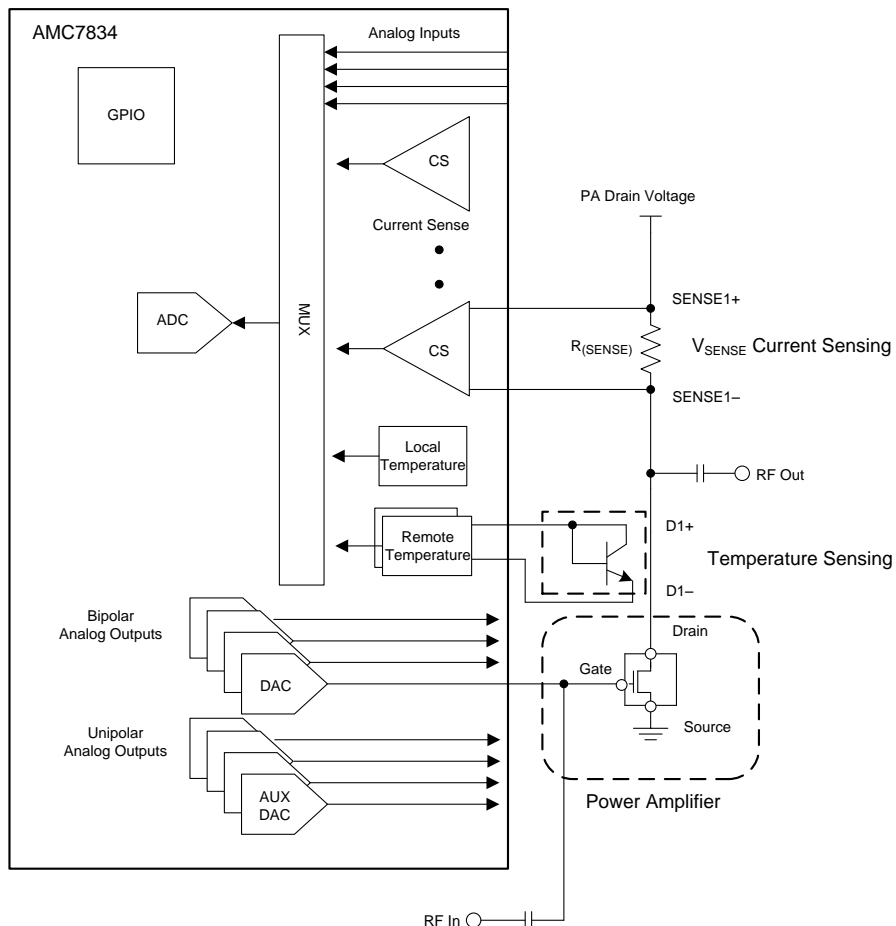 AMC7834
Analog Inputs
GPIO
CS
PA Drain Voltage
Current Sense
SENSE1+
MUX
ADC
CS
R(SENSE)
VSENSE Current Sensing
SENSE1–
Local
Temperature
RF Out
Remote
Temperature
D1+
Temperature Sensing
D1–
Bipolar
Analog Outputs
Drain
Gate
DAC
Source
Unipolar
Analog Outputs
AUX
DAC
Power Amplifier
RF In